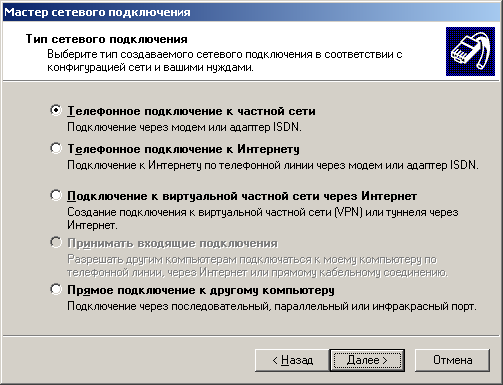 Мастер сетевого подключения
Тип сетевого подключения
Выберите тип создаваемого сетевого подключения в соответствии с
конфигурацией сети и вашими нуждами.
Телефонное подключение к частной сети
Подключение через модем или адаптер ISDN.
Телефонное подключение к Интернету
Подключение к Интернету по телефонной линии через модем или адаптер ISDN.
Подключение к виртуальной частной сети через Интернет
Создание подключения к виртуальной частной сети (VPN) или туннеля через
Интернет.
Принимать входящие подключения
Разрешать другим компьютерам подключаться к моему компьютеру по
телефонной линии, через Интернет или прямому кабельному соединению.
Прямое подключение к другому компьютеру
Подключение через последовательный, параллельный или инфракрасный порт.
< Назад Далее > Отмена